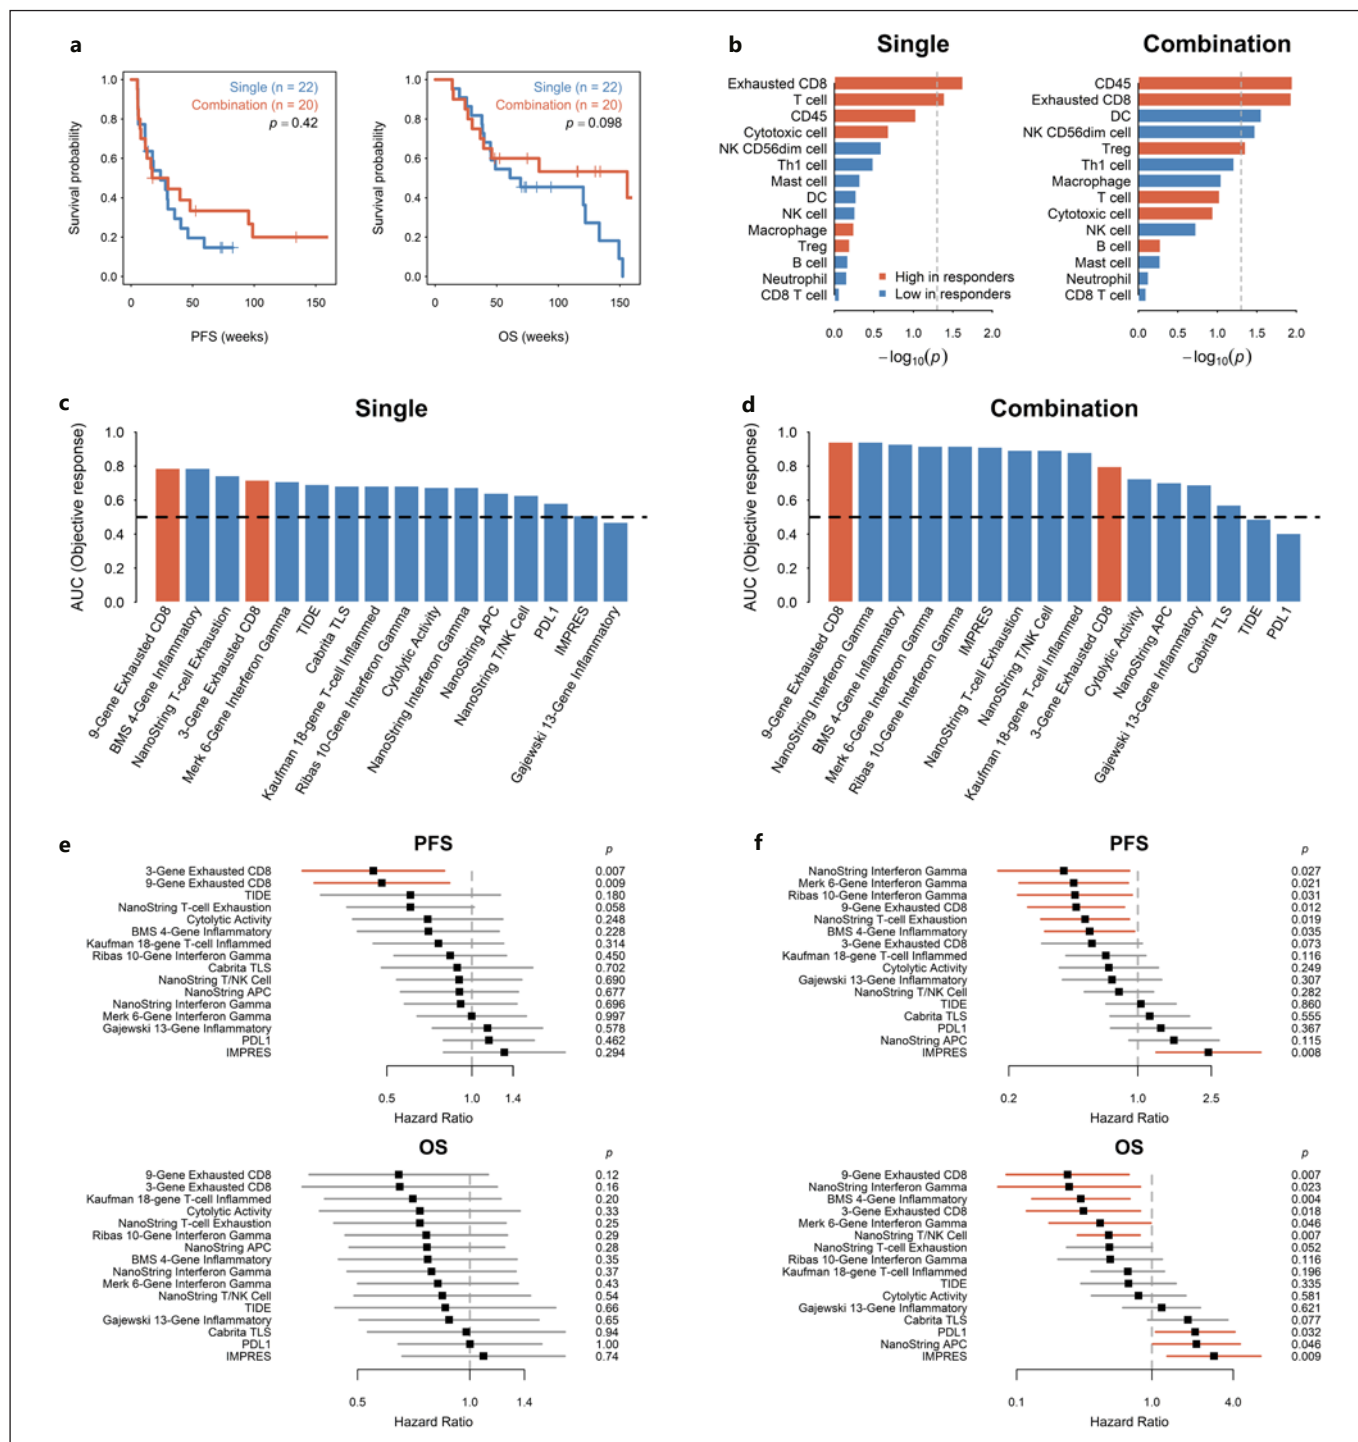 a
Single (n = 22)
Combination (n = 20)
p = 0.42
Survival probability
1.0
0.8
0.6
0.4
0.2
0.0
0
50
100
150
PFS (weeks)
Single (n = 22)
Combination (n = 20)
p = 0.098
Survival probability
1.0
0.8
0.6
0.4
0.2
0.0
0
50
100
150
OS (weeks)
b
Single
Exhausted CD8
T cell
CD45
Cytotoxic cell
NK CD56dim cell
Th1 cell
Mast cell
DC
NK cell
Macrophage
Treg
B cell
Neutrophil
CD8 T cell
High in responders
Low in responders
0.0 0.5 1.0 1.5 2.0
−log10(p)
Combination
CD45
Exhausted CD8
DC
NK CD56dim cell
Treg
Th1 cell
Macrophage
T cell
Cytotoxic cell
NK cell
B cell
Mast cell
Neutrophil
CD8 T cell
0.0 0.5 1.0 1.5 2.0
−log10(p)
c
Single
AUC (Objective response)
1.0
0.8
0.6
0.4
0.2
0.0
9-Gene Exhausted CD8
BMS 4-Gene Inflammatory
NanoString T-cell Exhaustion
3-Gene Exhausted CD8
Merk 6-Gene Interferon Gamma
TIDE
Cabrita TLS
Kaufman 18-gene T-cell Inflammed
Ribas 10-Gene Interferon Gamma
Cytolytic Activity
NanoString Interferon Gamma
NanoString APC
NanoString T/NK Cell
PDL1
IMPRES
Gajewski 13-Gene Inflammatory
d
Combination
AUC (Objective response)
1.0
0.8
0.6
0.4
0.2
0.0
9-Gene Exhausted CD8
NanoString Interferon Gamma
BMS 4-Gene Inflammatory
Merk 6-Gene Interferon Gamma
Ribas 10-Gene Interferon Gamma
IMPRES
NanoString T-cell Exhaustion
NanoString T/NK Cell
Kaufman 18-gene T-cell Inflammed
3-Gene Exhausted CD8
Cytolytic Activity
NanoString APC
Gajewski 13-Gene Inflammatory
Cabrita TLS
TIDE
PDL1
e
PFS
p
3-Gene Exhausted CD8 0.007
9-Gene Exhausted CD8 0.009
TIDE 0.180
NanoString T-cell Exhaustion 0.058
Cytolytic Activity 0.248
BMS 4-Gene Inflammatory 0.228
Kaufman 18-gene T-cell Inflammed 0.314
Ribas 10-Gene Interferon Gamma 0.450
Cabrita TLS 0.702
NanoString T/NK Cell 0.690
NanoString APC 0.677
NanoString Interferon Gamma 0.696
Merk 6-Gene Interferon Gamma 0.997
Gajewski 13-Gene Inflammatory 0.578
PDL1 0.462
IMPRES 0.294
0.5 1.0 1.4
Hazard Ratio
OS
p
9-Gene Exhausted CD8 0.12
3-Gene Exhausted CD8 0.16
Kaufman 18-gene T-cell Inflammed 0.20
Cytolytic Activity 0.33
NanoString T-cell Exhaustion 0.25
Ribas 10-Gene Interferon Gamma 0.29
NanoString APC 0.28
BMS 4-Gene Inflammatory 0.35
NanoString Interferon Gamma 0.37
Merk 6-Gene Interferon Gamma 0.43
NanoString T/NK Cell 0.54
TIDE 0.66
Gajewski 13-Gene Inflammatory 0.65
Cabrita TLS 0.94
PDL1 1.00
IMPRES 0.74
0.5 1.0 1.4
Hazard Ratio
f
PFS
p
NanoString Interferon Gamma 0.027
Merk 6-Gene Interferon Gamma 0.021
Ribas 10-Gene Interferon Gamma 0.031
9-Gene Exhausted CD8 0.012
NanoString T-cell Exhaustion 0.019
BMS 4-Gene Inflammatory 0.035
3-Gene Exhausted CD8 0.073
Kaufman 18-gene T-cell Inflammed 0.116
Cytolytic Activity 0.249
Gajewski 13-Gene Inflammatory 0.307
NanoString T/NK Cell 0.282
TIDE 0.860
Cabrita TLS 0.555
PDL1 0.367
NanoString APC 0.115
IMPRES 0.008
0.2 1.0 2.5
Hazard Ratio
OS
p
9-Gene Exhausted CD8 0.007
NanoString Interferon Gamma 0.023
BMS 4-Gene Inflammatory 0.004
3-Gene Exhausted CD8 0.018
Merk 6-Gene Interferon Gamma 0.046
NanoString T/NK Cell 0.007
NanoString T-cell Exhaustion 0.052
Ribas 10-Gene Interferon Gamma 0.116
Kaufman 18-gene T-cell Inflammed 0.196
TIDE 0.335
Cytolytic Activity 0.581
Gajewski 13-Gene Inflammatory 0.621
Cabrita TLS 0.077
PDL1 0.032
NanoString APC 0.046
IMPRES 0.009
0.1 1.0 4.0
Hazard Ratio